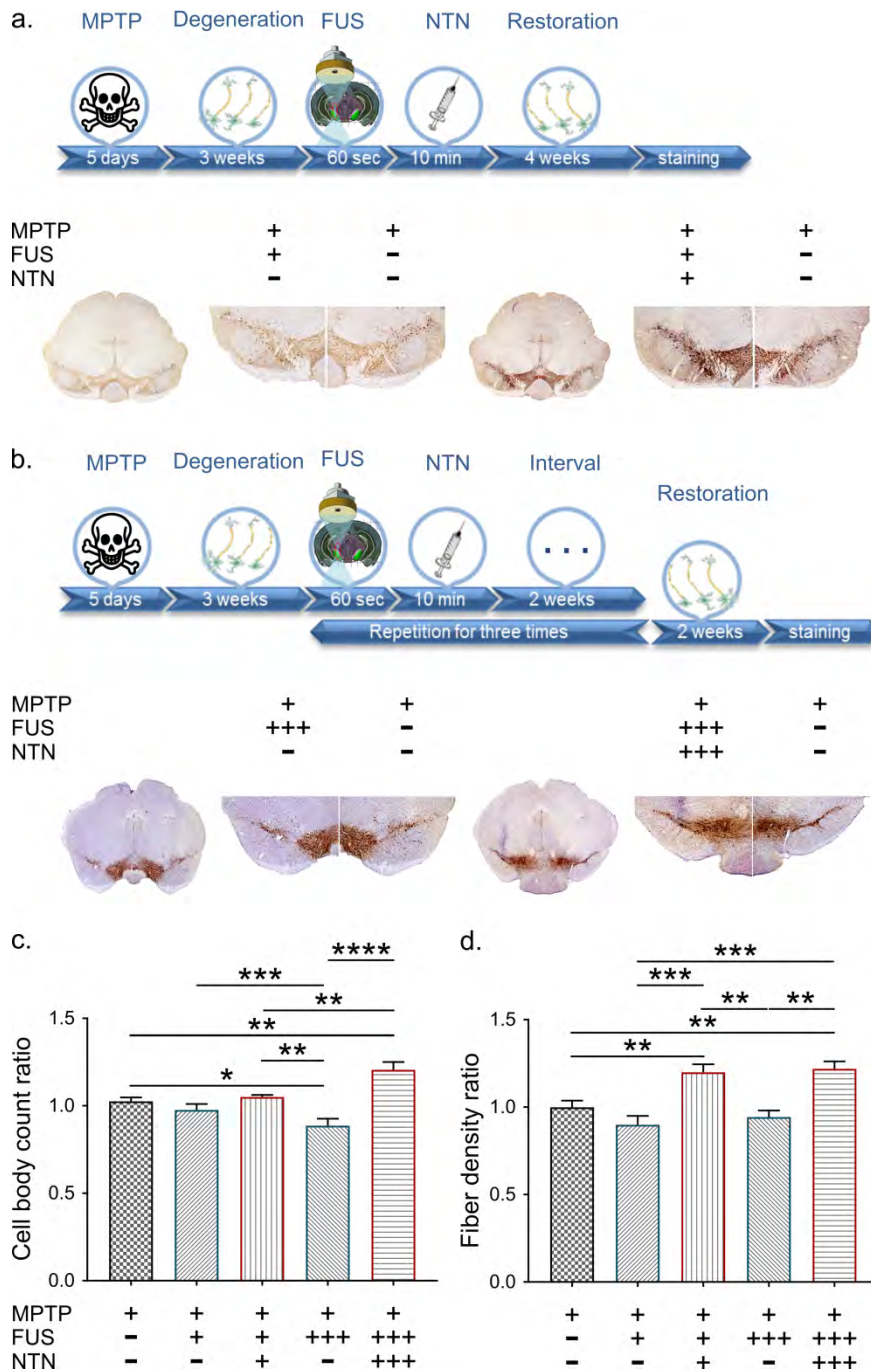 a.
MPTP Degeneration FUS NTN Restoration
5 days 3 weeks 60 sec 10 min 4 weeks staining
MPTP + + + +
FUS + - + -
NTN - - + -
b.
MPTP Degeneration FUS NTN Interval
Restoration
...
5 days 3 weeks 60 sec 10 min 2 weeks
Repetition for three times 2 weeks staining
MPTP + + + +
FUS +++ - +++ -
NTN - - +++ -
c.
****
***
**
**
**
*
1.5
1.0
0.5
0.0
Cell body count ratio
MPTP + + + + +
FUS - + + +++ +++
NTN - - + - +++
d.
***
***
** **
**
**
1.5
1.0
0.5
0.0
Fiber density ratio
MPTP + + + + +
FUS - + + +++ +++
NTN - - + - +++